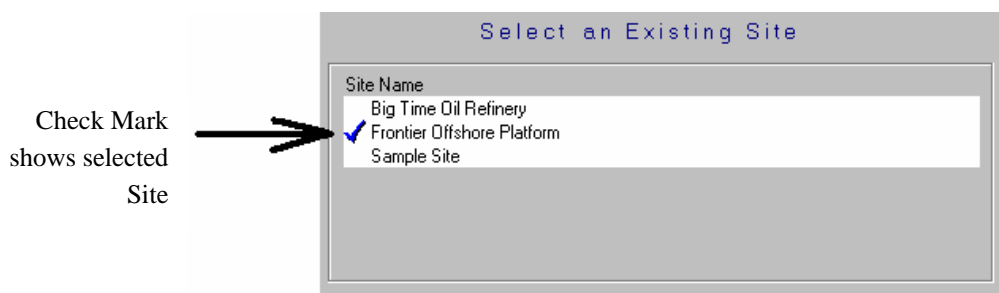 Select an Existing Site
Site Name
Big Time Oil Refinery
Frontier Offshore Platform
Sample Site
Check Mark
shows selected
Site